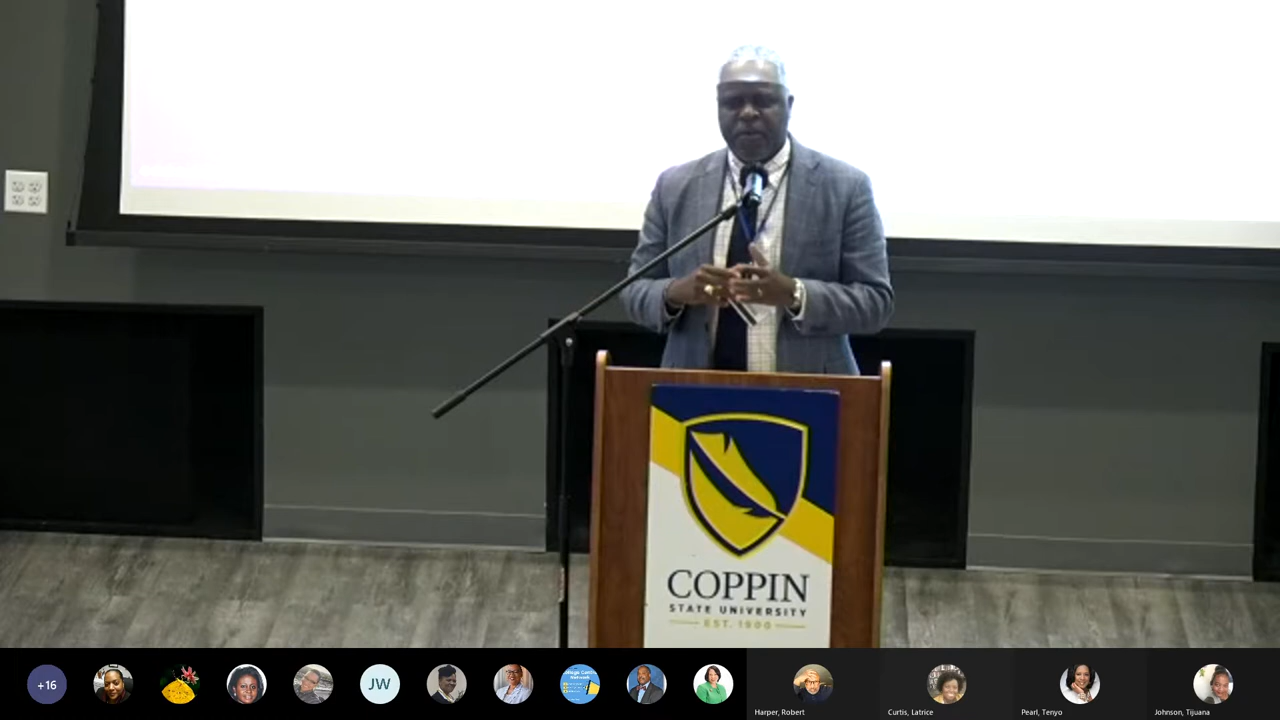 COPPIN
STATE UNIVERSITY
EST. 1900
+16
JW
Harper, Robert
Curtis, Latrice
Pearl, Tenyo
Johnson, Tijuana